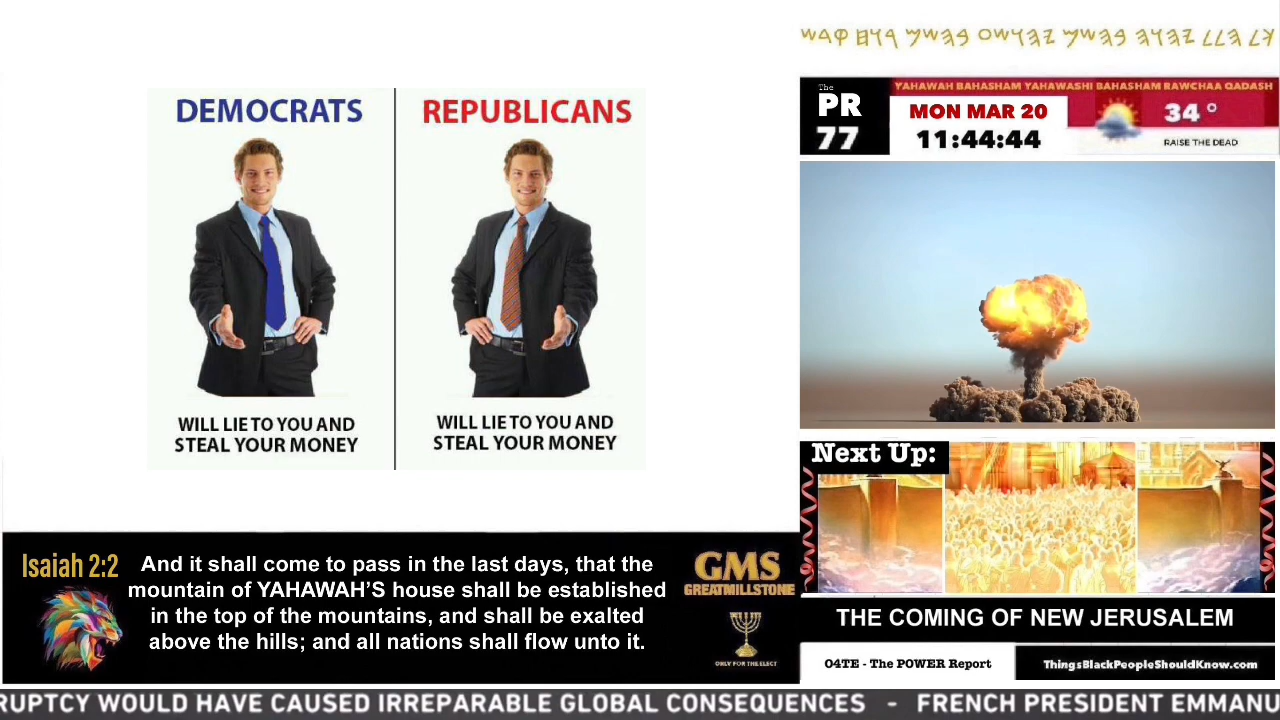 DEMOCRATS
REPUBLICANS
WILL LIE TO YOU AND
STEAL YOUR MONEY
WILL LIE TO YOU AND
STEAL YOUR MONEY
The
PR
77
YAHAWAH BAHASHAM YAHAWASHI BAHASHAM RAWCHAA QADASH
MON MAR 20
11:44:44
34°
RAISE THE DEAD
Next Up:
THE COMING OF NEW JERUSALEM
04TE - The POWER Report
ThingsBlackPeopleShouldKnow.com
Isaiah 2:2
And it shall come to pass in the last days, that the
mountain of YAHAWAH'S house shall be established
in the top of the mountains, and shall be exalted
above the hills; and all nations shall flow unto it.
GMS
GREATMILLSTONE
ONLY FOR THE ELECT
RUPTCY WOULD HAVE CAUSED IRREPARABLE GLOBAL CONSEQUENCES - FRENCH PRESIDENT EMMANU